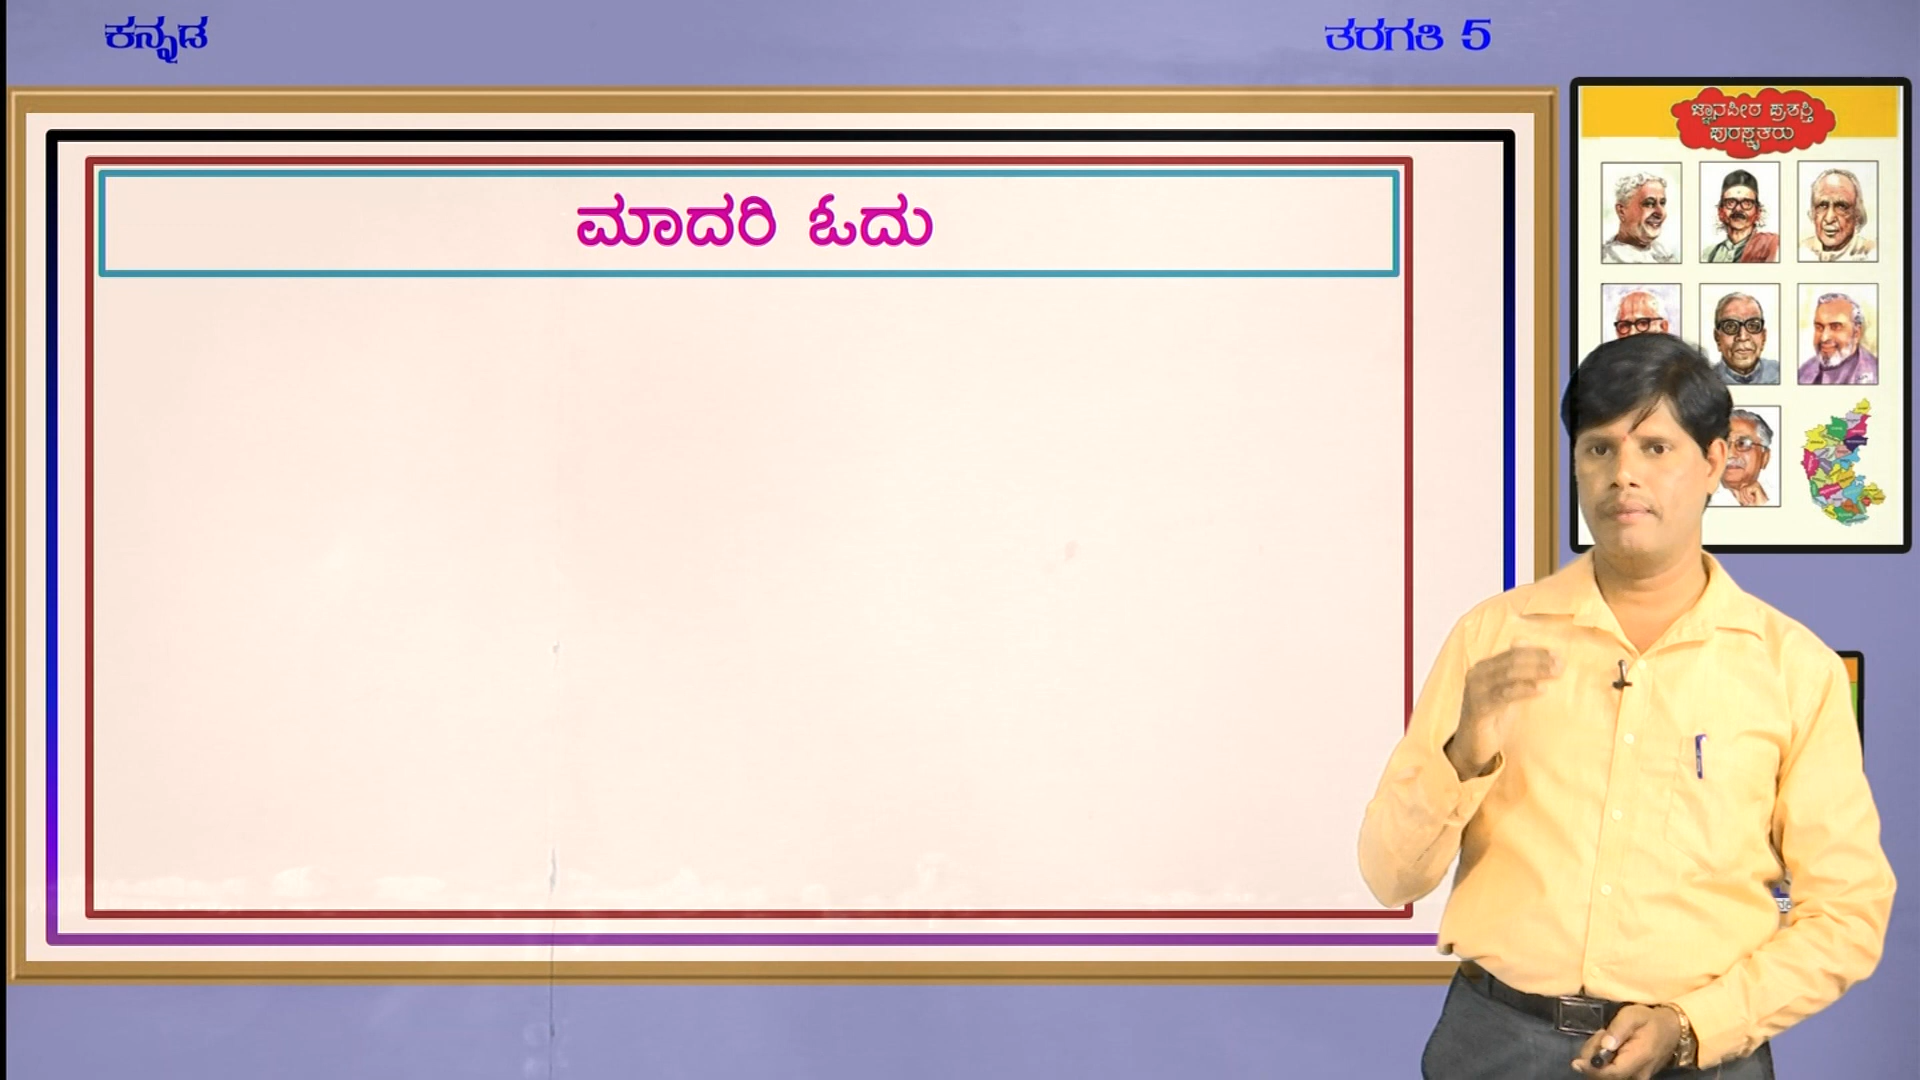 ಕನ್ನಡ
ತರಗತಿ 5
ಜ್ಞಾನಪೀಠ ಪ್ರಶಸ್ತಿ
ಪುರಸ್ಕೃತರು
ಮಾದರಿ ಓದು